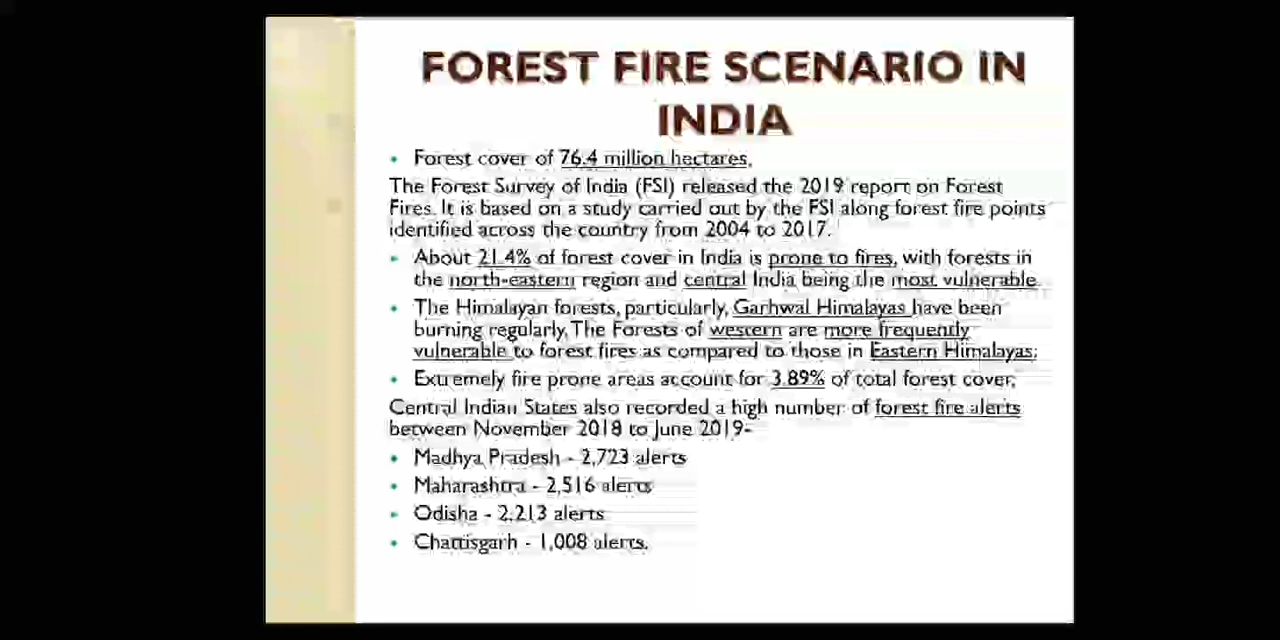 FOREST FIRE SCENARIO IN
INDIA
• Forest cover of 76.4 million hectares.
The Forest Survey of India (FSI) released the 2019 report on Forest
Fires. It is based on a study carried out by the FSI along forest fire points
identified across the country from 2004 to 2017.
• About 21.4% of forest cover in India is prone to fires, with forests in
the north-eastern region and central India being the most vulnerable.
• The Himalayan forests, particularly, Garhwal Himalayas have been
burning regularly. The Forests of western are more frequently
vulnerable to forest fires as compared to those in Eastern Himalayas;
• Extremely fire prone areas account for 3.89% of total forest cover;
Central Indian States also recorded a high number of forest fire alerts
between November 2018 to June 2019-
• Madhya Pradesh - 2,723 alerts
• Maharashtra - 2,516 alerts
• Odisha - 2,213 alerts
• Chattisgarh - 1,008 alerts.